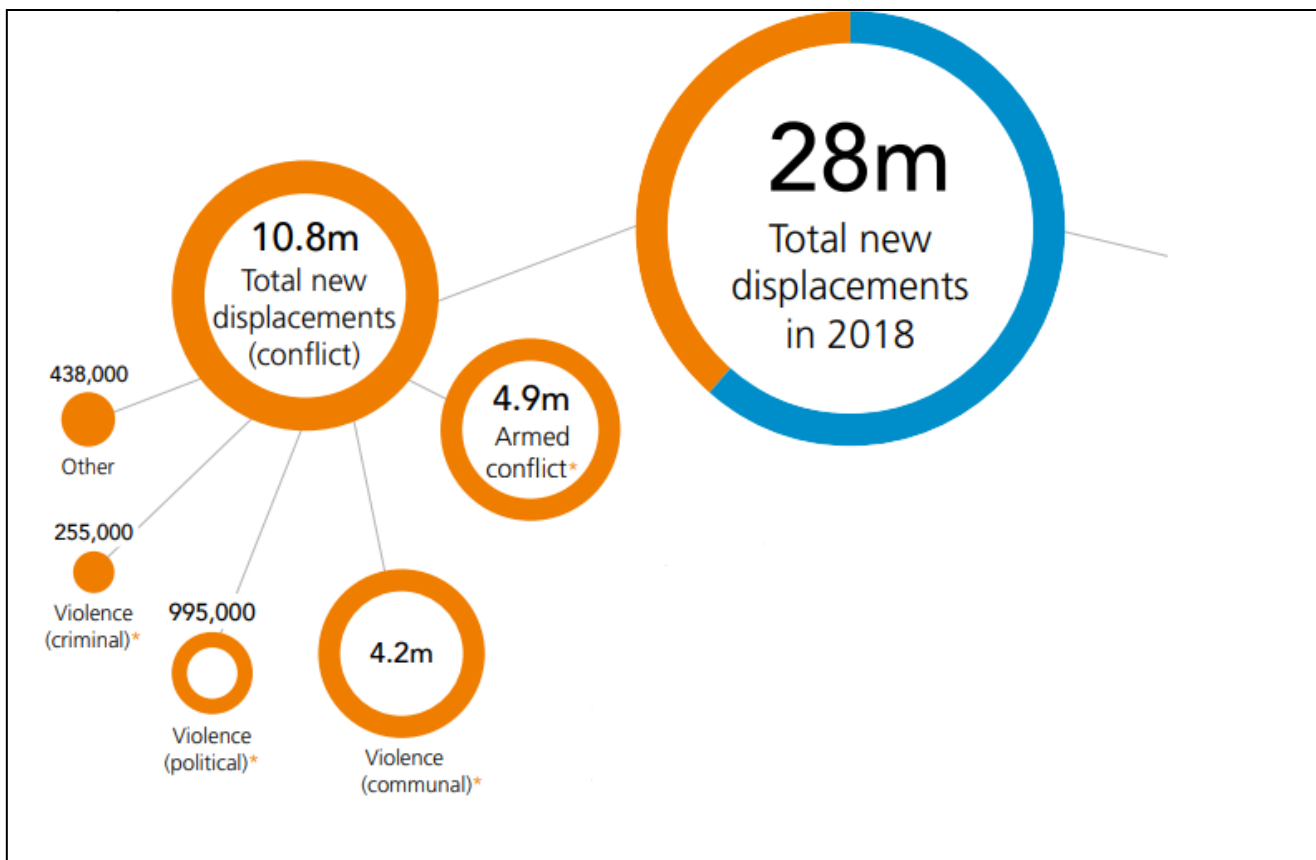 28m
Total new
displacements
in 2018
10.8m
Total new
displacements
(conflict)
438,000
Other
4.9m
Armed
conflict*
255,000
Violence
(criminal)*
995,000
Violence
(political)*
4.2m
Violence
(communal)*